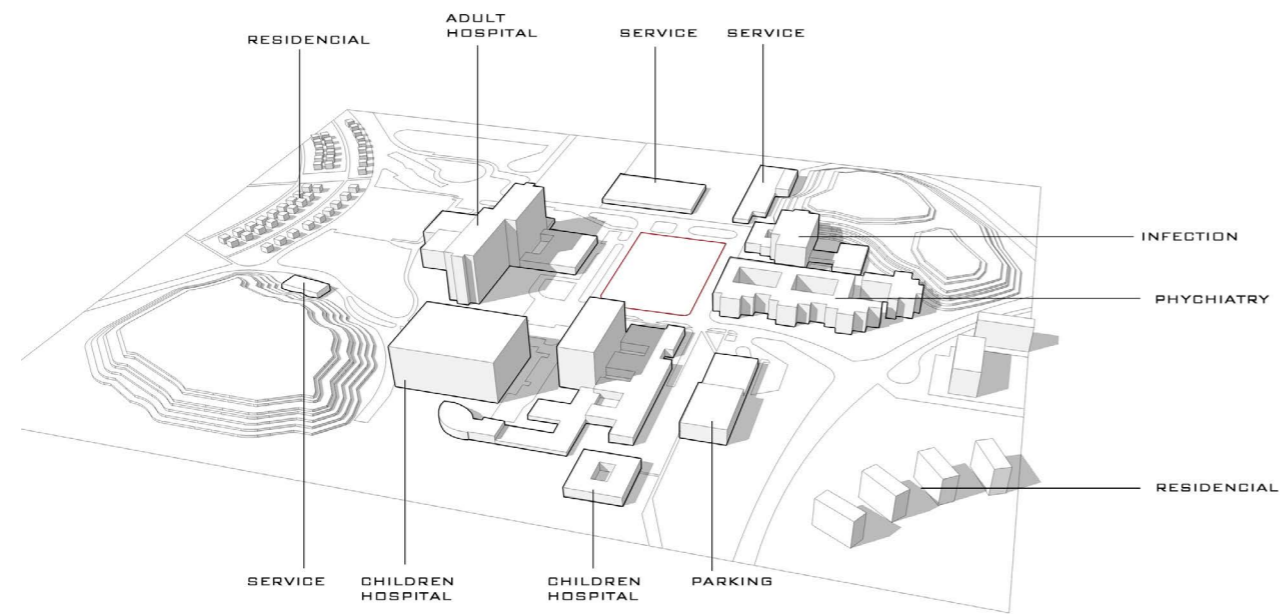 ADULT
HOSPITAL
RESIDENCIAL
SERVICE
SERVICE
INFECTION
PHYCHIATRY
RESIDENCIAL
SERVICE
CHILDREN
HOSPITAL
CHILDREN
HOSPITAL
PARKING